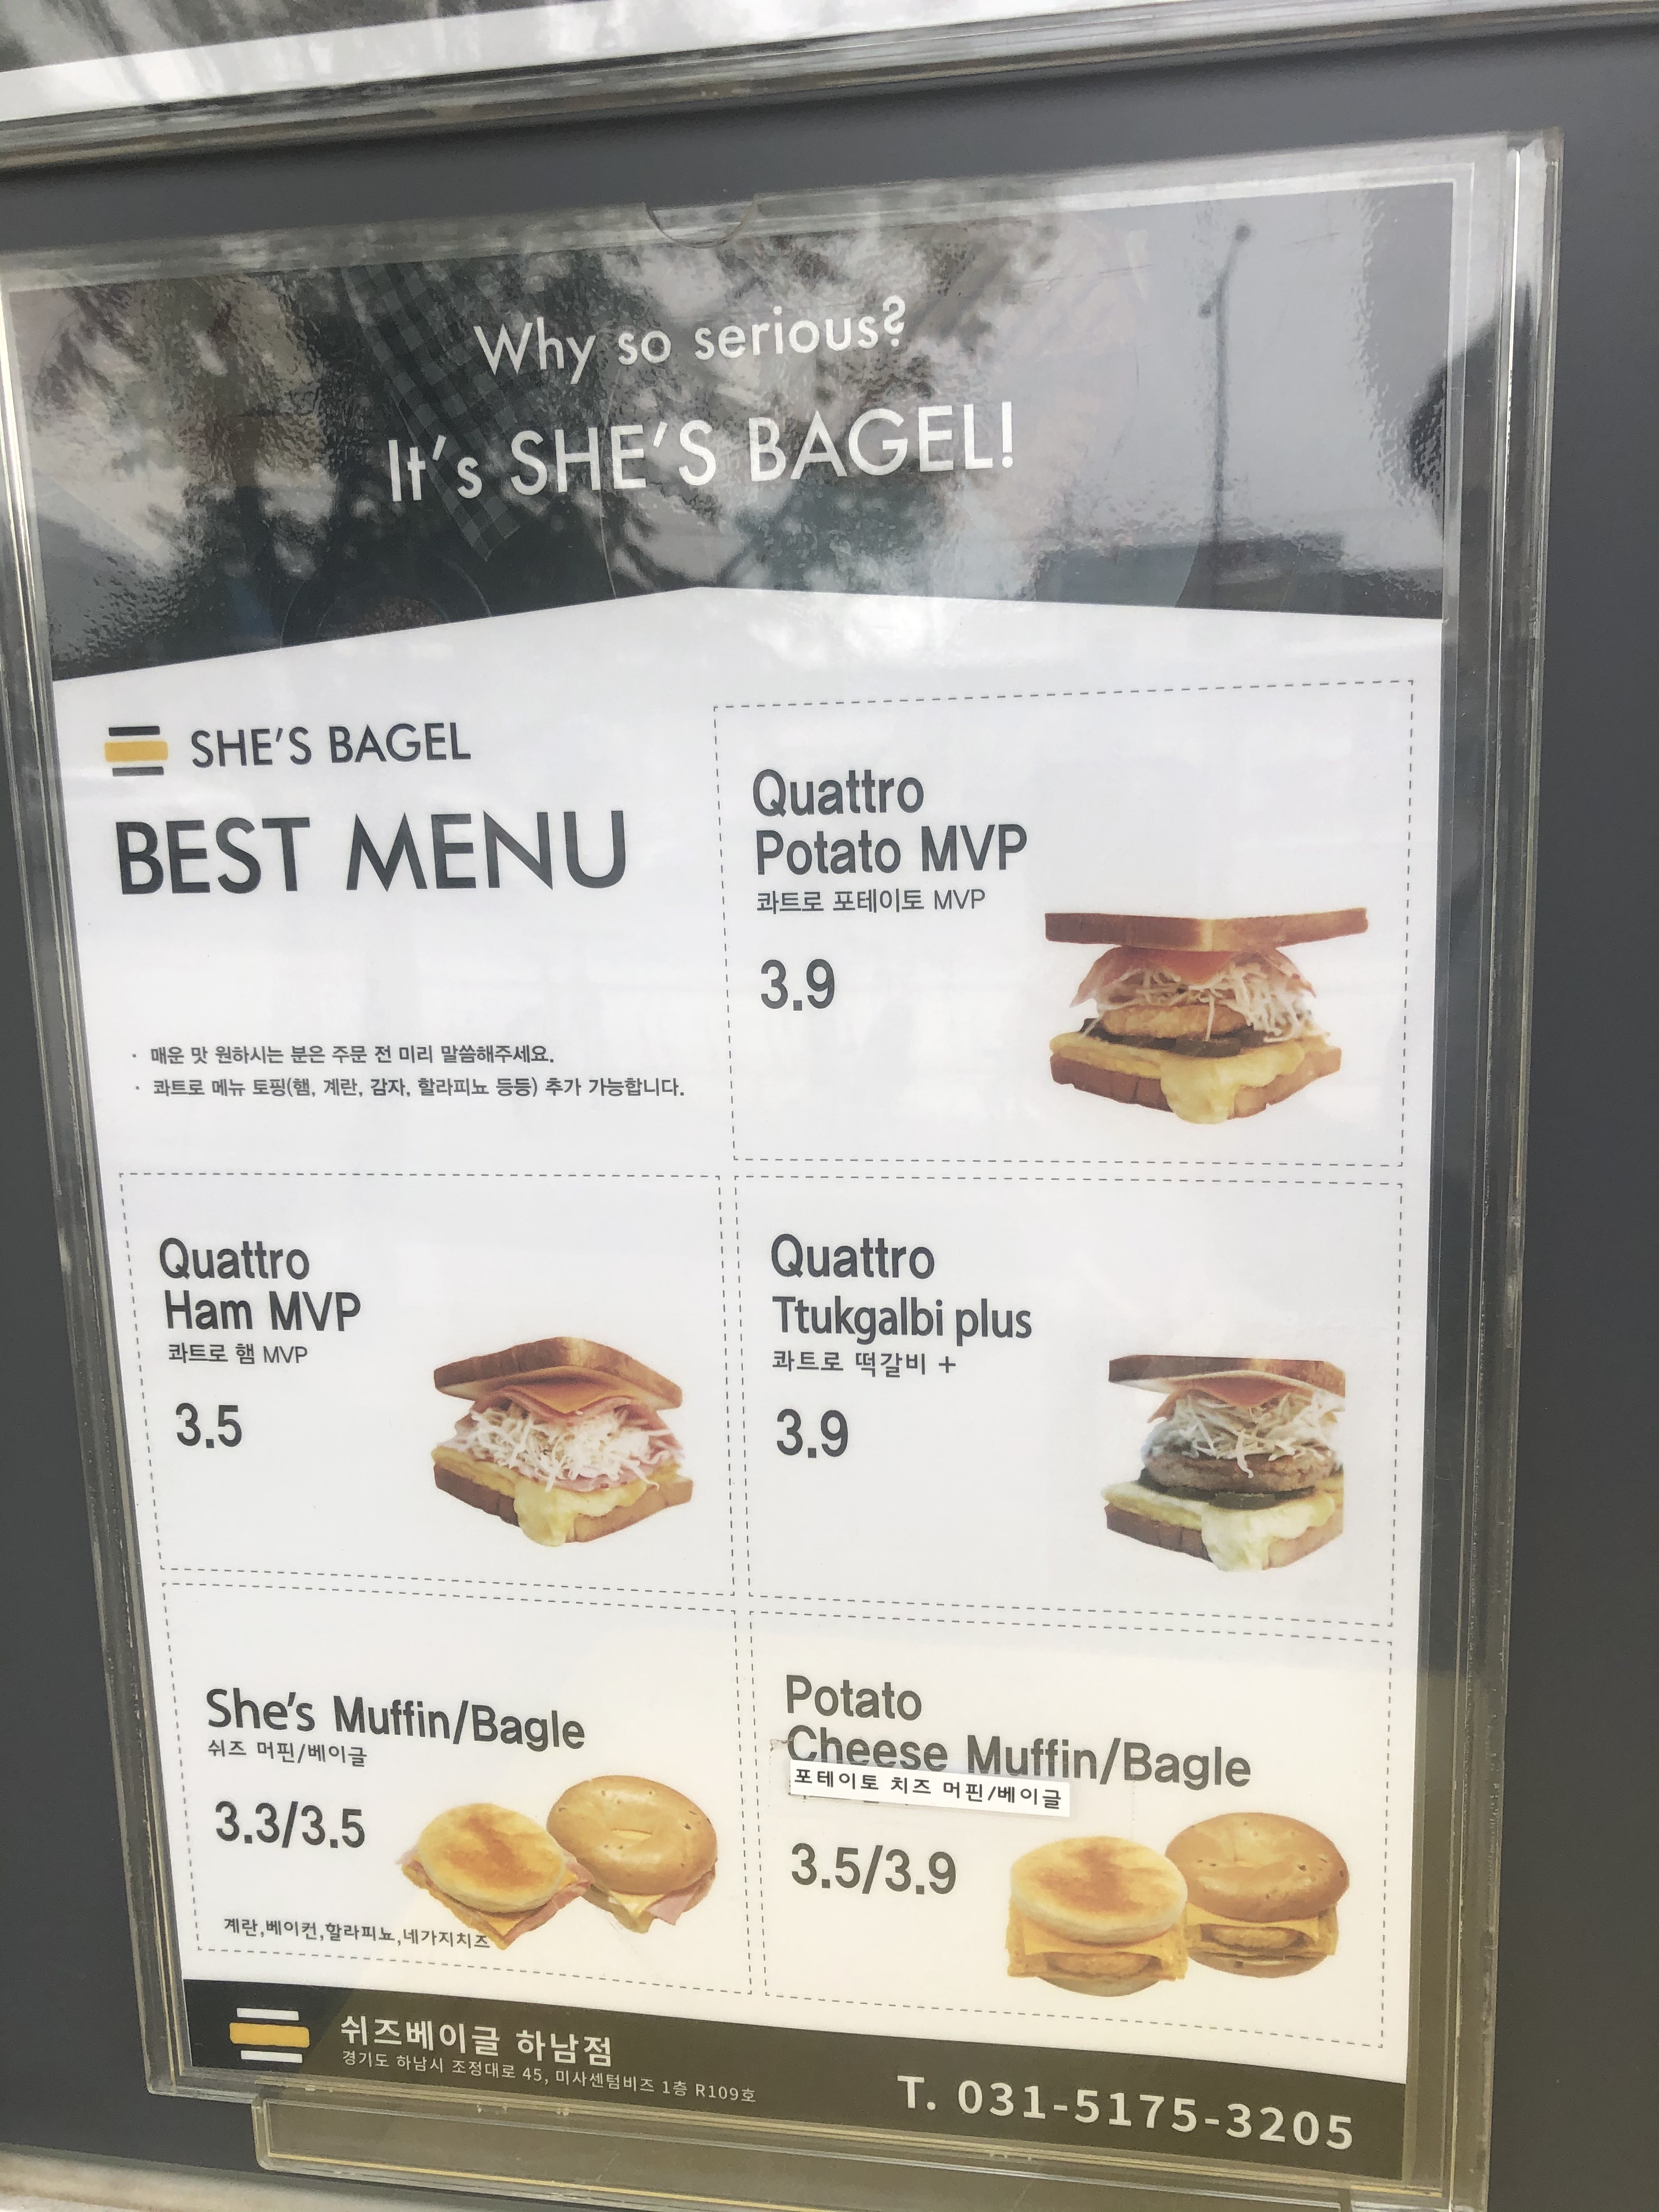 Why so serious?
It's SHE'S BAGEL!
SHE'S BAGEL
BEST MENU
· 매운 맛 원하시는 분은 주문 전 미리 말씀해주세요.
· 콰트로 메뉴 토핑(햄, 계란, 감자, 할라피뇨 등등) 추가 가능합니다.
Quattro
Potato MVP
콰트로 포테이토 MVP
3.9
Quattro
Ham MVP
콰트로 햄 MVP
3.5
Quattro
Ttukgalbi plus
콰트로 떡갈비 +
3.9
She's Muffin/Bagle
쉬즈 머핀/베이글
3.3/3.5
계란,베이컨,할라피뇨,네가지치즈
Potato
Cheese Muffin/Bagle
포테이토 치즈 머핀/베이글
3.5/3.9
쉬즈베이글 하남점
경기도 하남시 조정대로 45, 미사센텀비즈 1층 R109호
T. 031-5175-3205